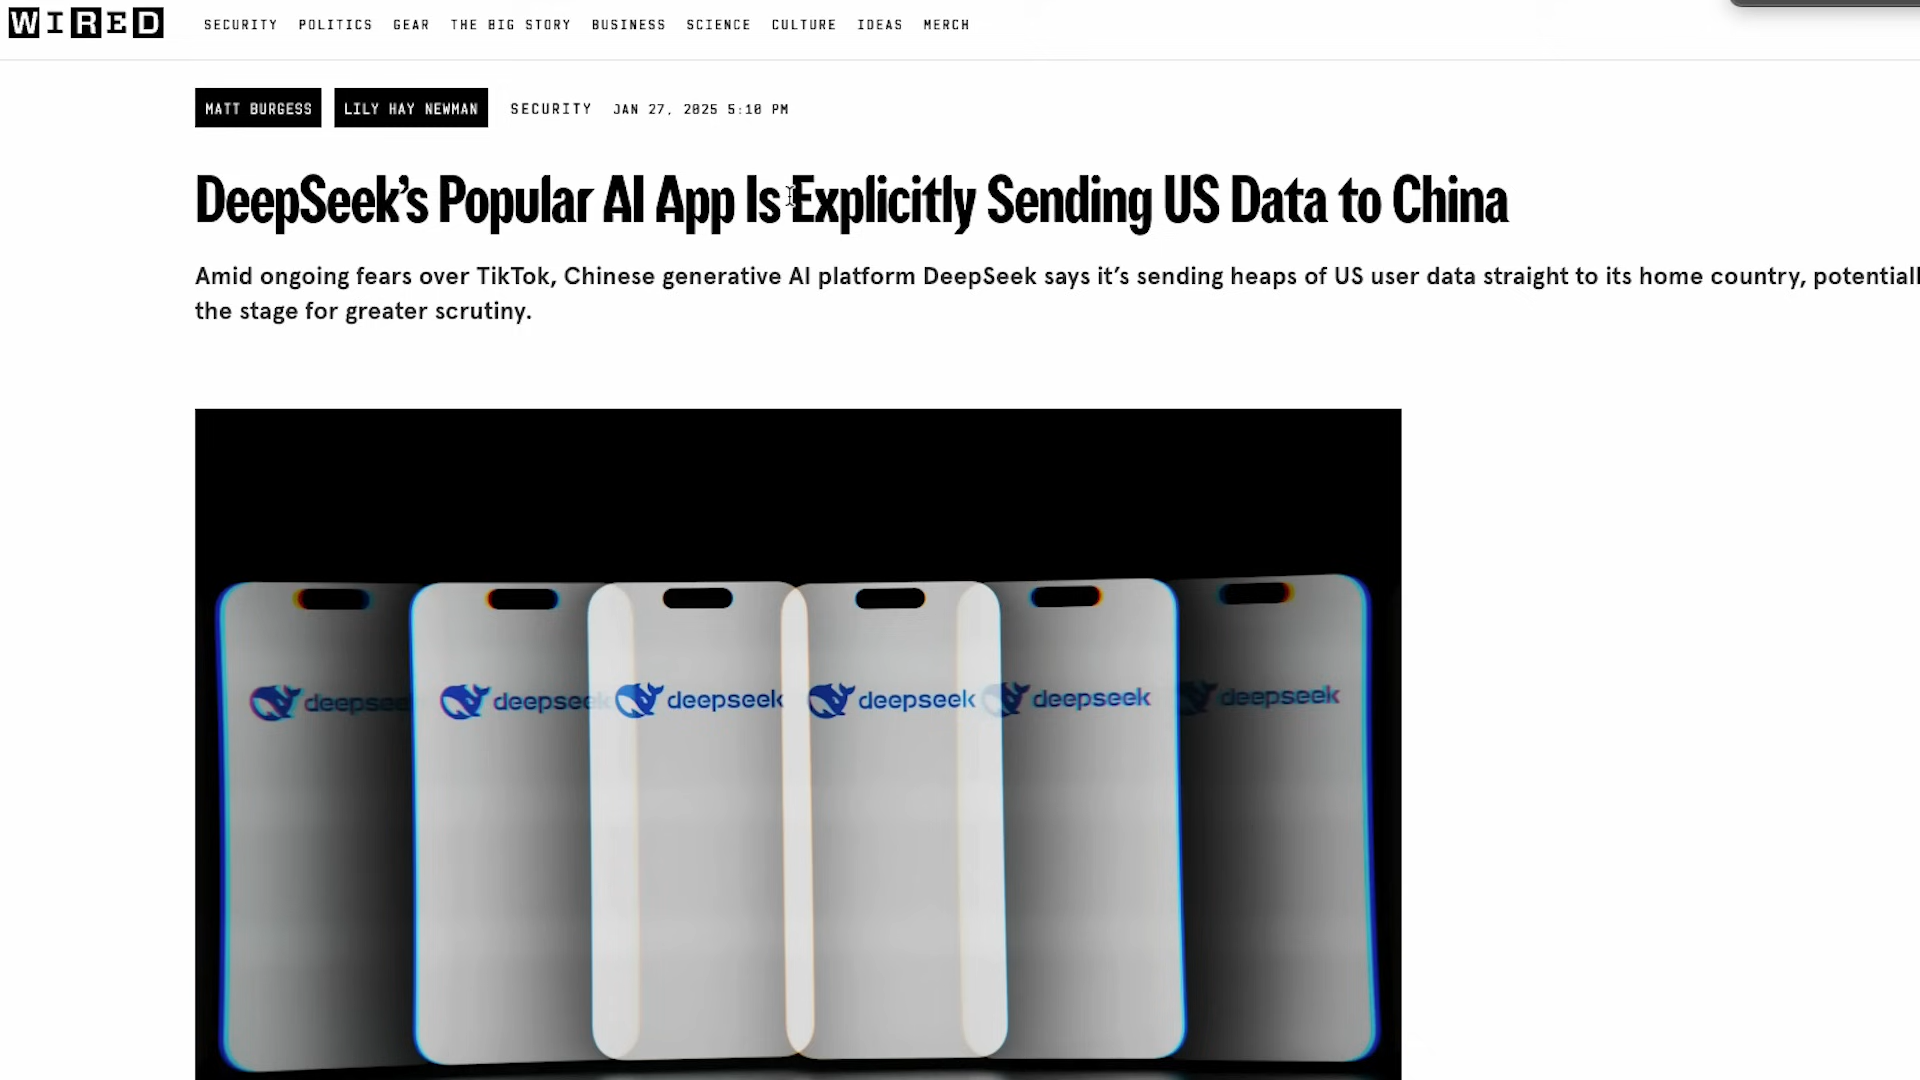 WIRED SECURITY POLITICS GEAR THE BIG STORY BUSINESS SCIENCE CULTURE IDEAS MERCH
MATT BURGESS LILY HAY NEWMAN SECURITY JAN 27, 2025 5:10 PM
DeepSeek’s Popular AI App Is Explicitly Sending US Data to China
Amid ongoing fears over TikTok, Chinese generative AI platform DeepSeek says it’s sending heaps of US user data straight to its home country, potentiall
the stage for greater scrutiny.
deepseek deepseek deepseek deepseek deepseek deepseek